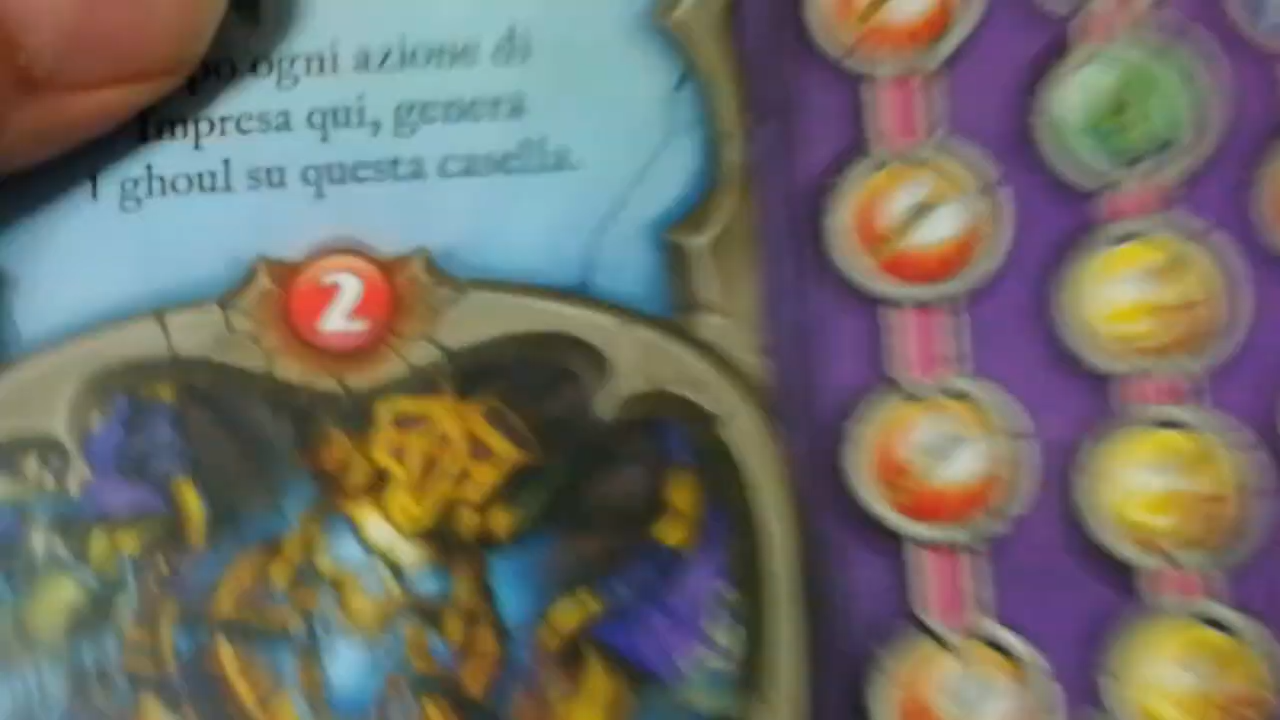 ogni azione di
Impresa qui, genera
1 ghoul su questa casella.
2